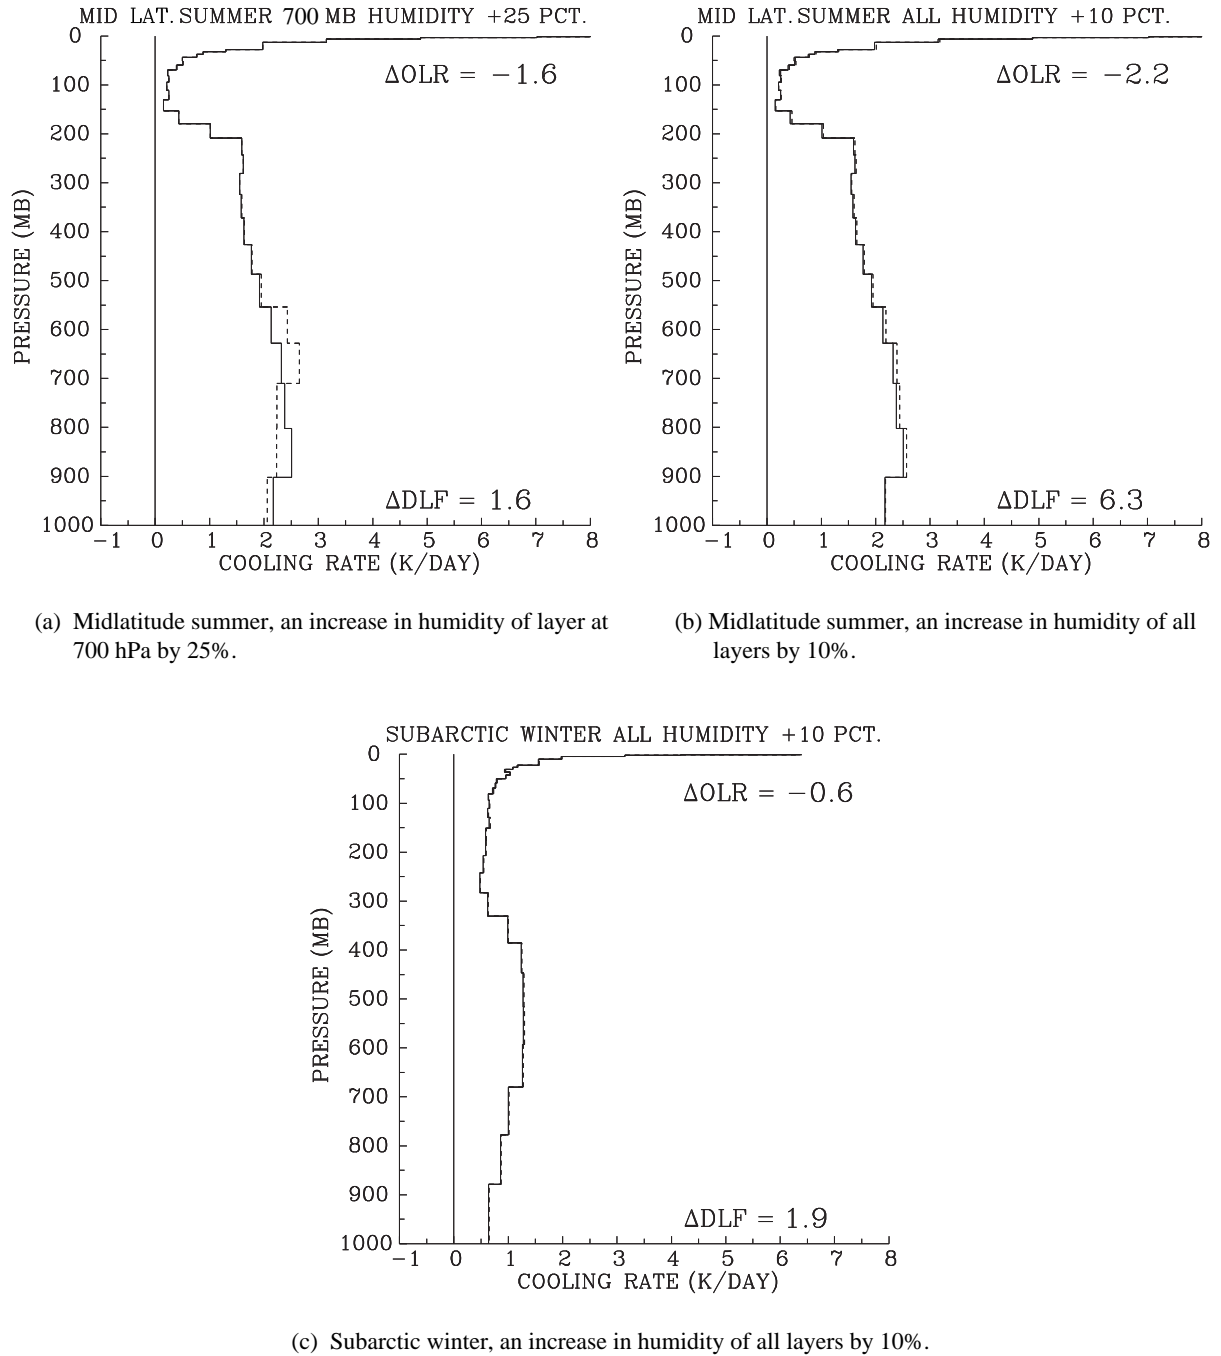 MID LAT. SUMMER 700 MB HUMIDITY +25 PCT.
0
100
200
300
400
500
600
700
800
900
1000
PRESSURE (MB)
ΔOLR = −1.6
ΔDLF = 1.6
−1 0 1 2 3 4 5 6 7 8
COOLING RATE (K/DAY)
(a) Midlatitude summer, an increase in humidity of layer at
700 hPa by 25%.
MID LAT. SUMMER ALL HUMIDITY +10 PCT.
0
100
200
300
400
500
600
700
800
900
1000
PRESSURE (MB)
ΔOLR = −2.2
ΔDLF = 6.3
−1 0 1 2 3 4 5 6 7 8
COOLING RATE (K/DAY)
(b) Midlatitude summer, an increase in humidity of all
layers by 10%.
SUBARCTIC WINTER ALL HUMIDITY +10 PCT.
0
100
200
300
400
500
600
700
800
900
1000
PRESSURE (MB)
ΔOLR = −0.6
ΔDLF = 1.9
−1 0 1 2 3 4 5 6 7 8
COOLING RATE (K/DAY)
(c) Subarctic winter, an increase in humidity of all layers by 10%.